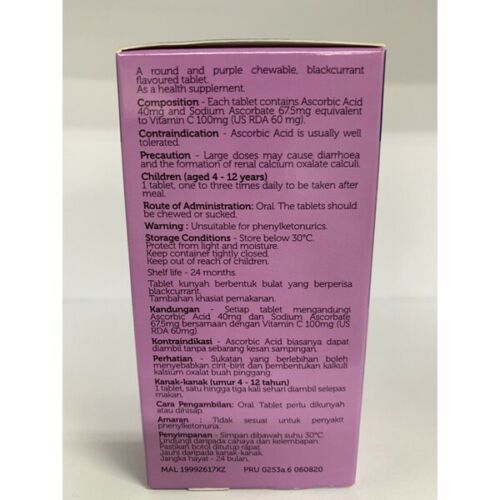 A round and purple chewable, blackcurrant
flavoured tablet.
As a health supplement.
Composition - Each tablet contains Ascorbic Acid
40mg and Sodium Ascorbate 67.5mg equivalent
to Vitamin C 100mg (US RDA 60 mg).
Contraindication - Ascorbic Acid is usually well
tolerated.
Precaution - Large doses may cause diarrhoea
and the formation of renal calcium oxalate calculi.
Children (aged 4 - 12 years)
1 tablet, one to three times daily to be taken after
meal.
Route of Administration: Oral. The tablets should
be chewed or sucked.
Warning : Unsuitable for phenylketonurics.
Storage Conditions - Store below 30°C.
Protect from light and moisture.
Keep container tightly closed.
Keep out of reach of children.
Shelf life - 24 months.
Tablet kunyah berbentuk bulat yang berperisa
blackcurrant.
Tambahan khasiat pemakanan.
Kandungan - Setiap tablet mengandungi
Ascorbic Acid 40mg dan Sodium Ascorbate
67.5mg bersamaan dengan Vitamin C 100mg (US
RDA 60mg).
Kontraindikasi - Ascorbic Acid biasanya dapat
diambil tanpa sebarang kesan sampingan.
Perhatian - Sukatan yang berlebihan boleh
menyebabkan cirit-birit dan pembentukan kalkuli
kalsium oxalat buah pinggang.
Kanak-kanak (umur 4 - 12 tahun)
1 tablet, satu hingga tiga kali sehari diambil selepas
makan.
Cara Pengambilan: Oral. Tablet perlu dikunyah
atau dihisap.
Amaran : Tidak sesuai untuk penyakit
phenylketonuria.
Penyimpanan - Simpan dibawah suhu 30°C.
Lindungi daripada cahaya dan kelembapan.
Pastikan botol ditutup rapat.
Jauhi daripada kanak-kanak.
Jangka hayat - 24 bulan.
MAL 19992617XZ PRU 0253a.6 060820